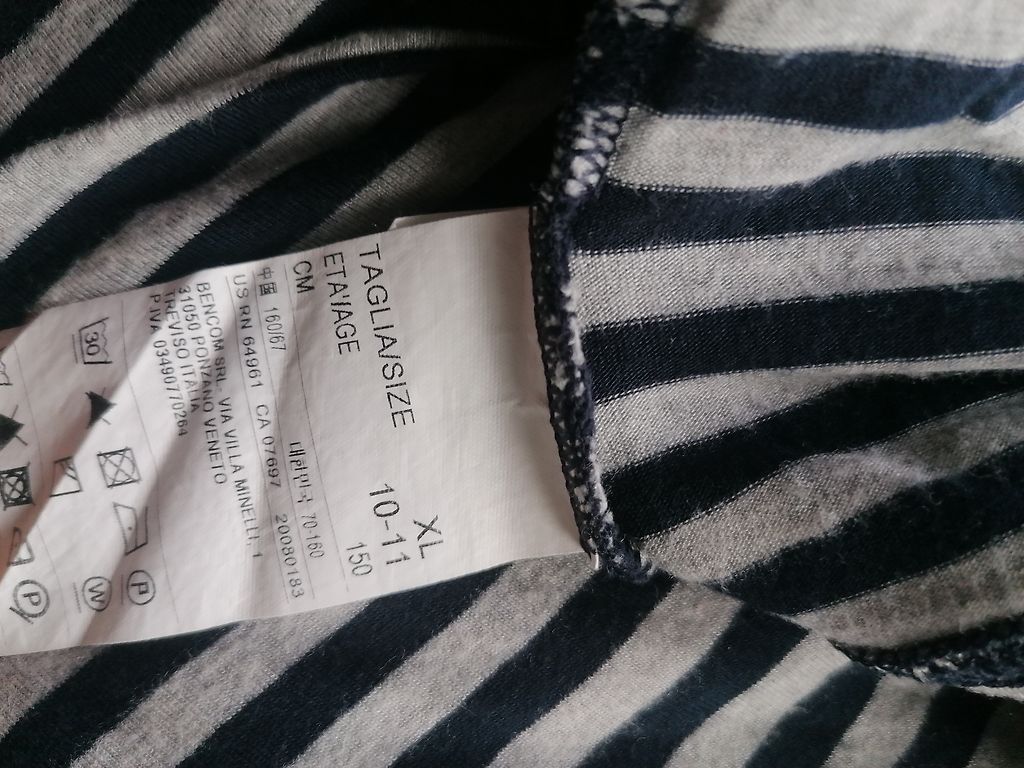 TAGLIA/SIZE XL
ETA'/AGE 10-11
CM 150
中国 160/67 대한민국 70-160
US RN 64961 CA 07697 20080183
BENCOM SRL. VIA VILLA MINELLI, 1
31050 PONZANO VENETO
TREVISO ITALIA
P.IVA 03490770264
30
P
W
P